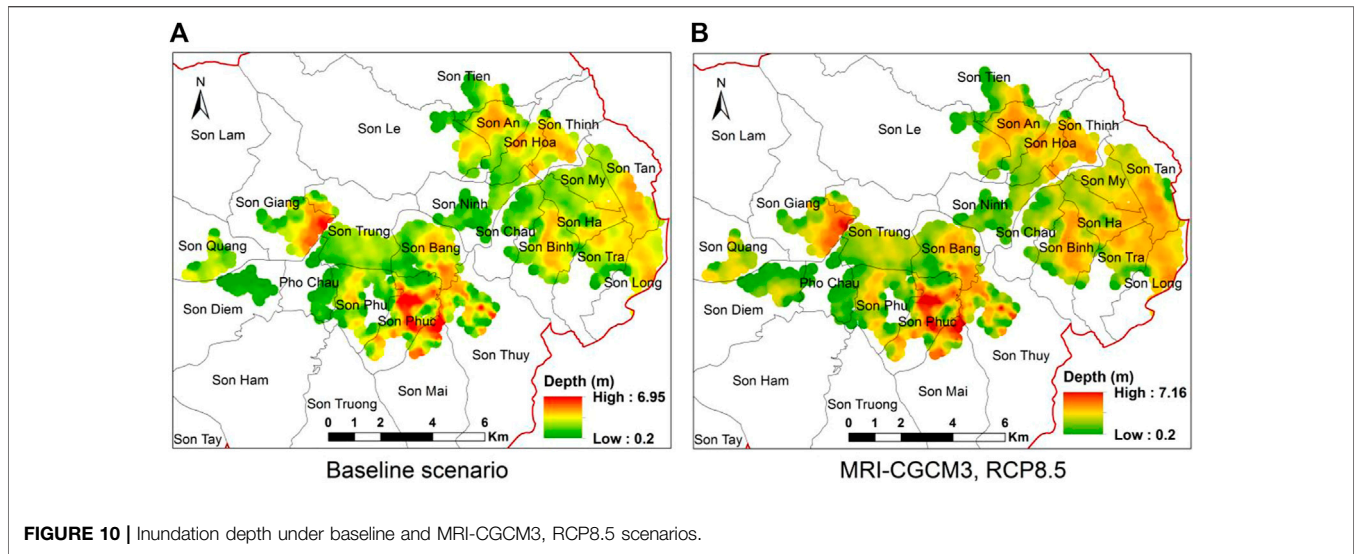 A
N
Son Tien
Son Lam
Son Le
Son An
Son Thinh
Son Hoa
Son Tan
Son My
Son Giang
Son Ninh
Son Trung
Son Chau
Son Ha
Son Quang
Son Bang
Son Binh
Son Tra
Pho Chau
Son Long
Son Diem
Son Phu
Son Phuc
Son Thuy
Son Ham
Son Mai
Son Truong
Son Tay
Depth (m)
High : 6.95
Low : 0.2
0 1 2 4 6
Km
Baseline scenario
B
N
Son Tien
Son Lam
Son Le
Son An
Son Thinh
Son Hoa
Son Tan
Son My
Son Giang
Son Ninh
Son Trung
Son Chau
Son Ha
Son Quang
Son Bang
Son Binh
Son Tra
Pho Chau
Son Long
Son Diem
Son Phu
Son Phuc
Son Thuy
Son Ham
Son Mai
Son Truong
Son Tay
Depth (m)
High : 7.16
Low : 0.2
0 1 2 4 6
Km
MRI-CGCM3, RCP8.5
FIGURE 10 | Inundation depth under baseline and MRI-CGCM3, RCP8.5 scenarios.